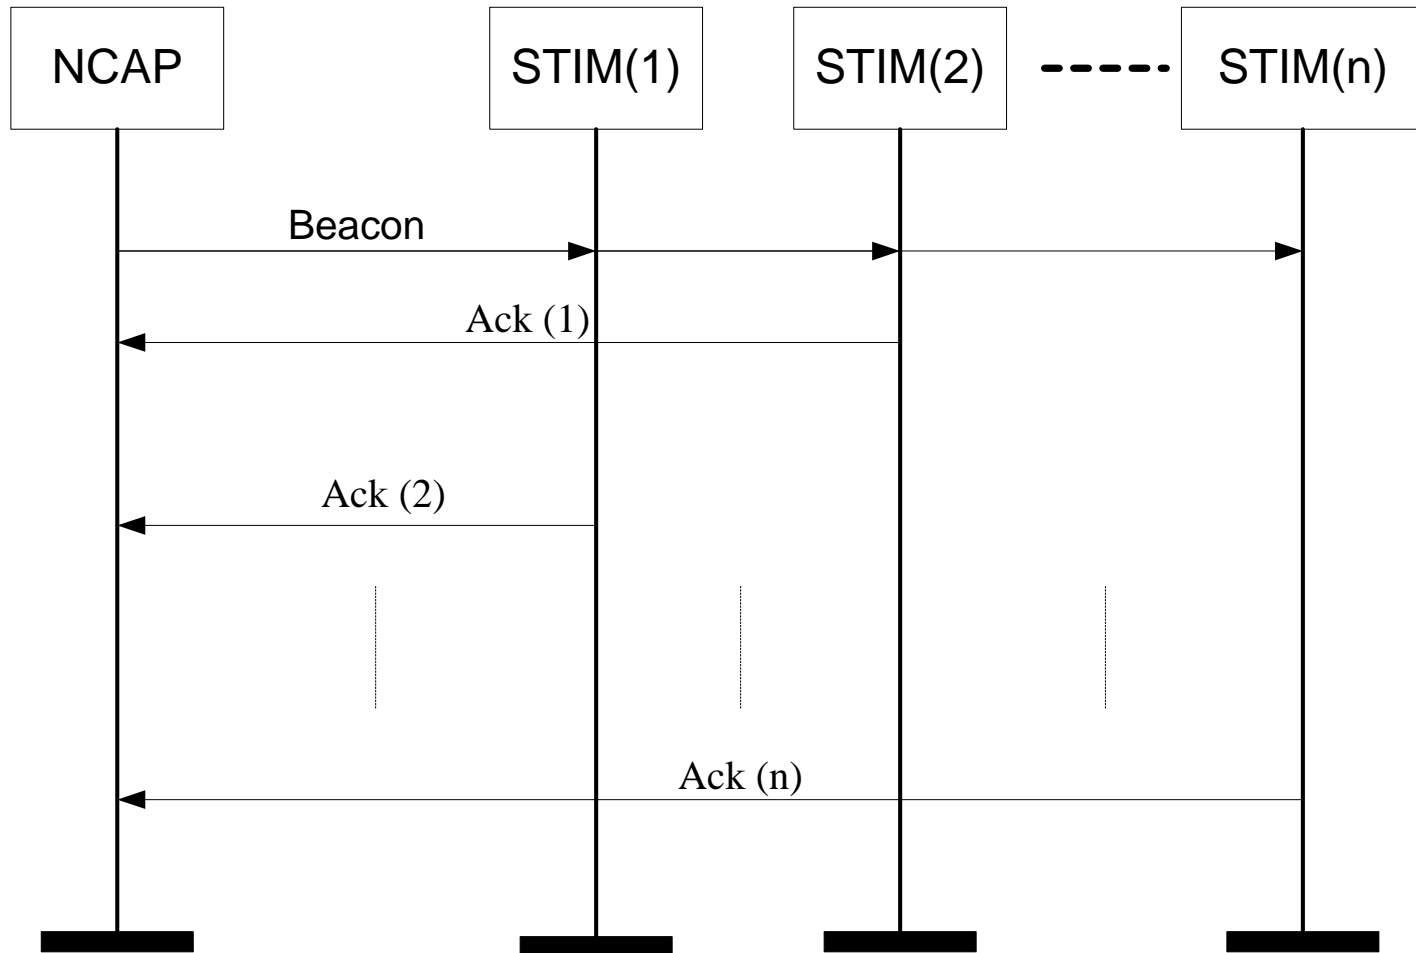 NCAP
STIM(1)
STIM(2)
STIM(n)
Beacon
Ack (1)
Ack (2)
Ack (n)